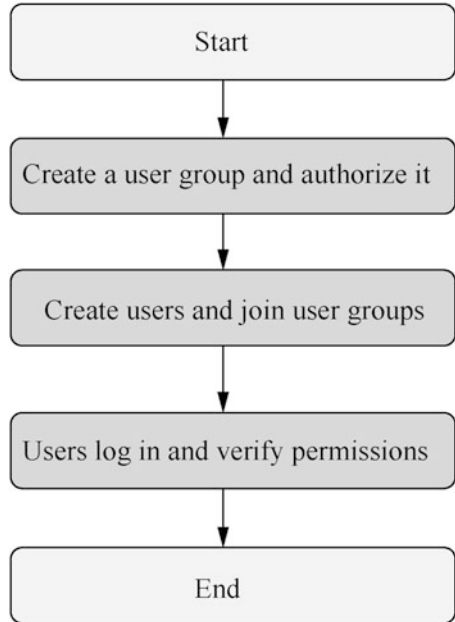 Start
Create a user group and authorize it
Create users and join user groups
Users log in and verify permissions
End